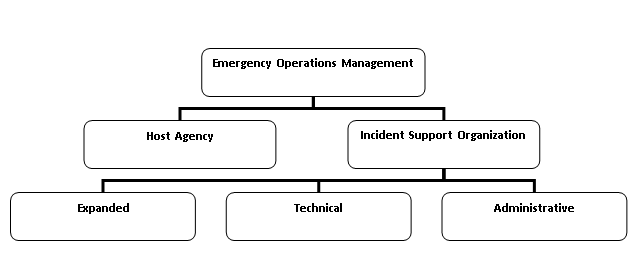 Emergency Operations Management
Host Agency
Incident Support Organization
Expanded
Technical
Administrative